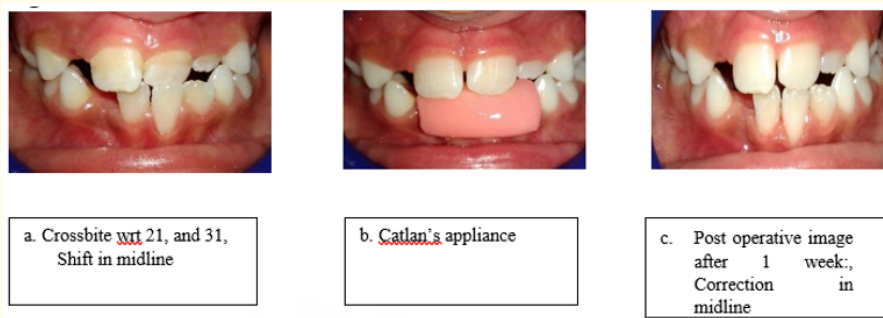 a. Crossbite wrt 21, and 31,
Shift in midline
b. Catlan's appliance
c. Post operative image
after 1 week:,
Correction in
midline